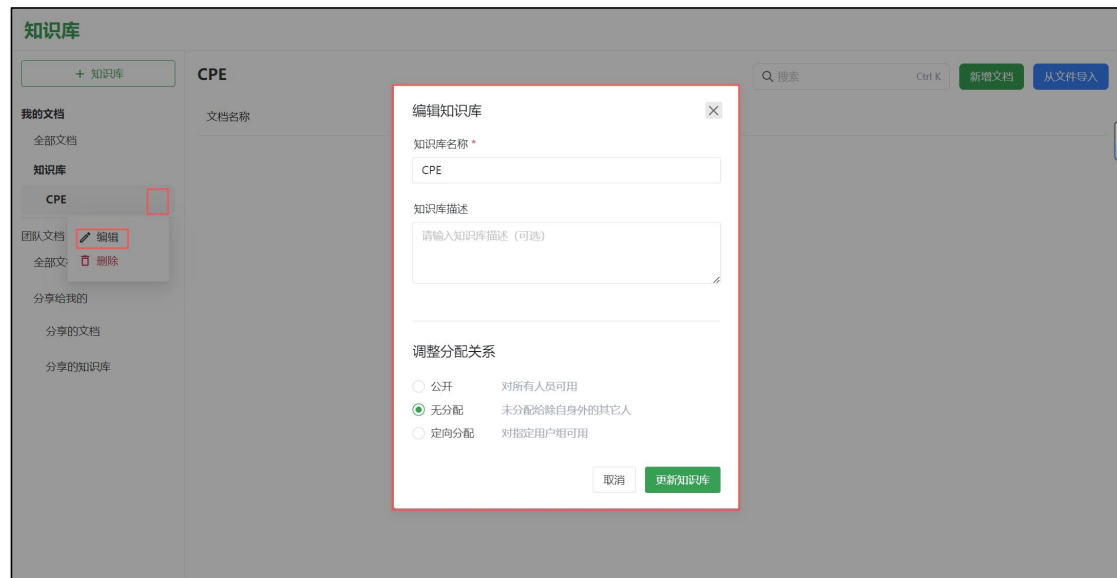 知识库
+ 知识库
CPE
搜索
Ctrl K
新增文档
从文件导入
我的文档
文档名称
全部文档
知识库
CPE
团队文档
编辑
全部文
删除
分享给我的
分享的文档
分享的知识库
编辑知识库
知识库名称 *
CPE
知识库描述
请输入知识库描述（可选）
调整分配关系
公开 对所有人员可用
无分配 未分配给除自身外的其它人
定向分配 对指定用户组可用
取消
更新知识库